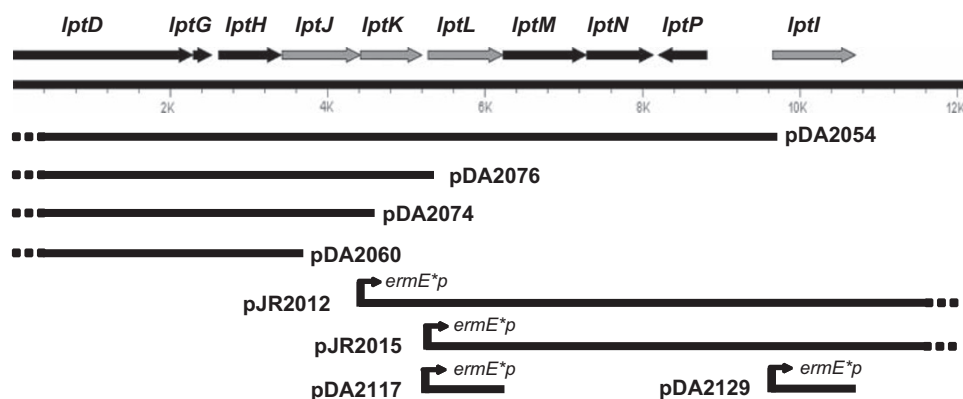 lptD lptG lptH lptJ lptK lptL lptM lptN lptP lptI
2K 4K 6K 8K 10K 12K
pDA2054
pDA2076
pDA2074
pDA2060
ermE*p
pJR2012
ermE*p
pJR2015
ermE*p ermE*p
pDA2117 pDA2129